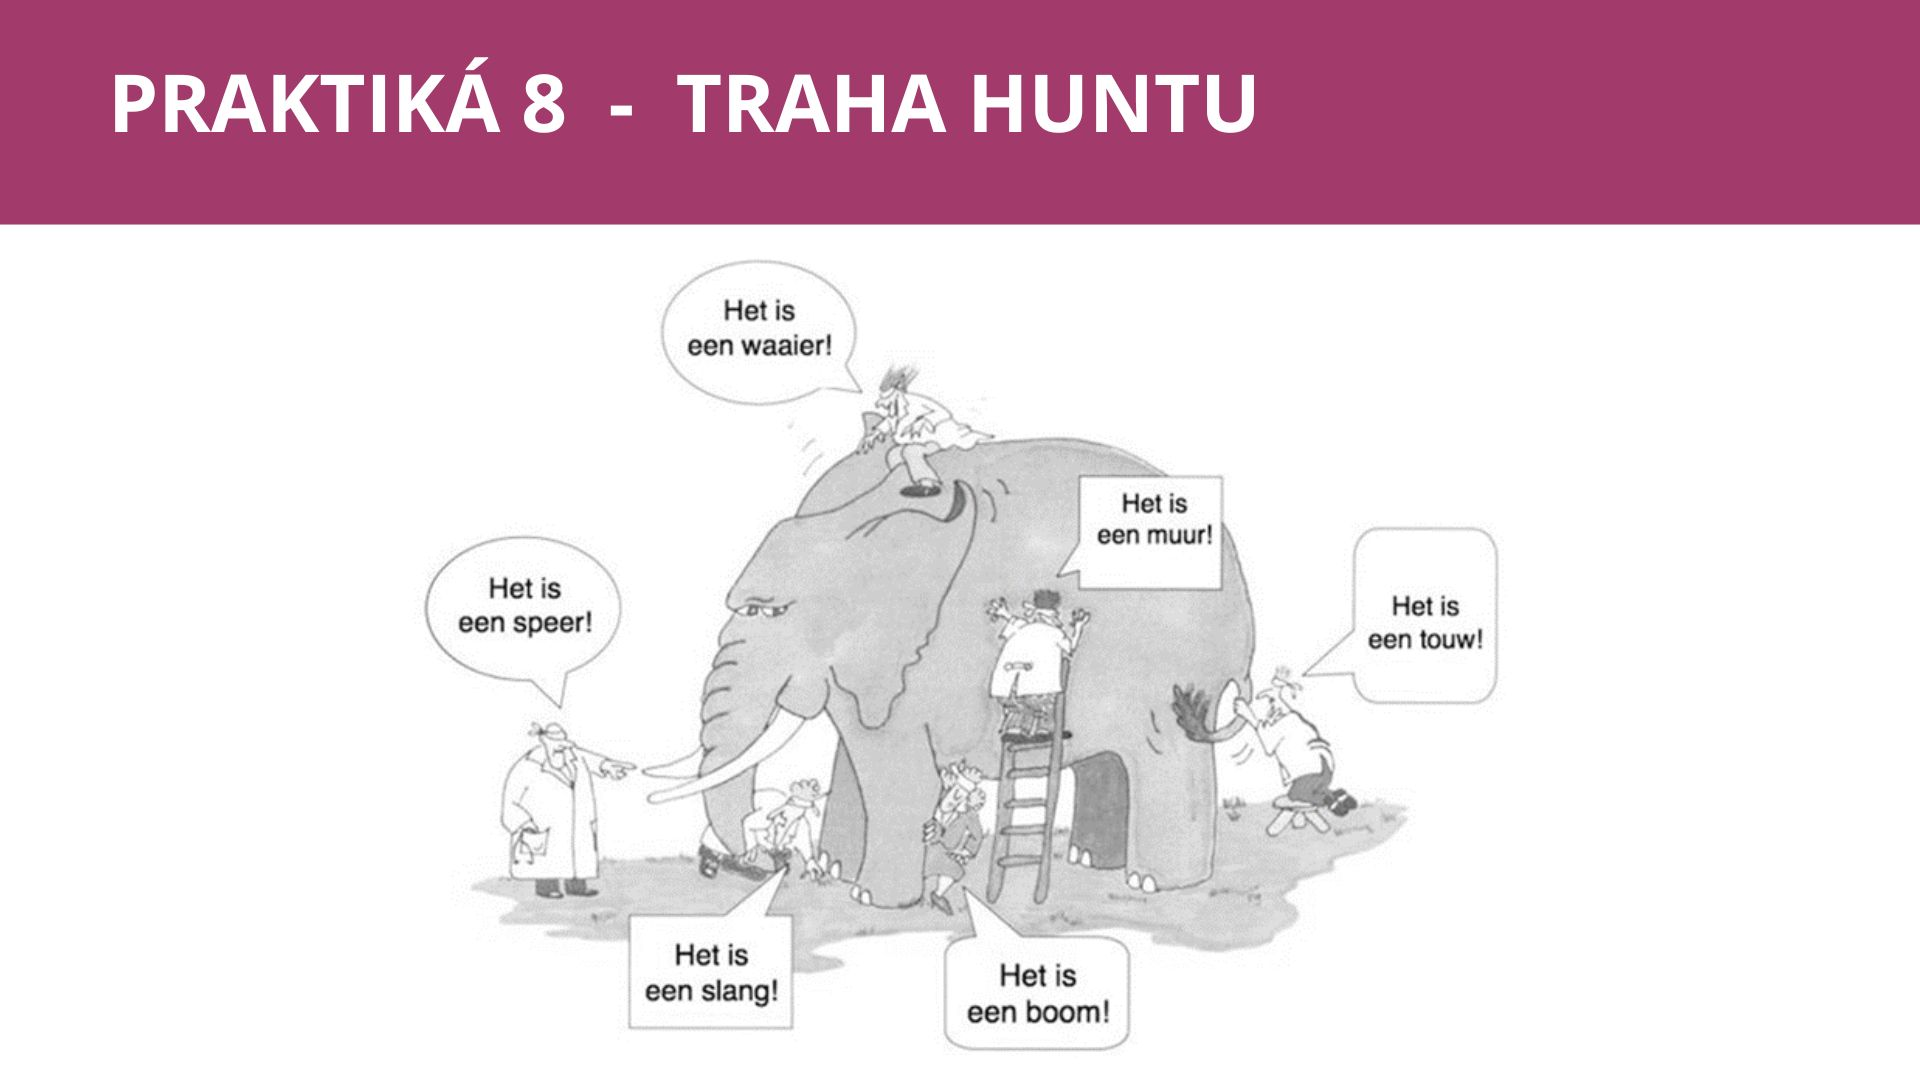 PRAKTIKÁ 8 - TRAHA HUNTU
Het is
een waaier!
Het is
een muur!
Het is
een speer!
Het is
een touw!
Het is
een slang!
Het is
een boom!